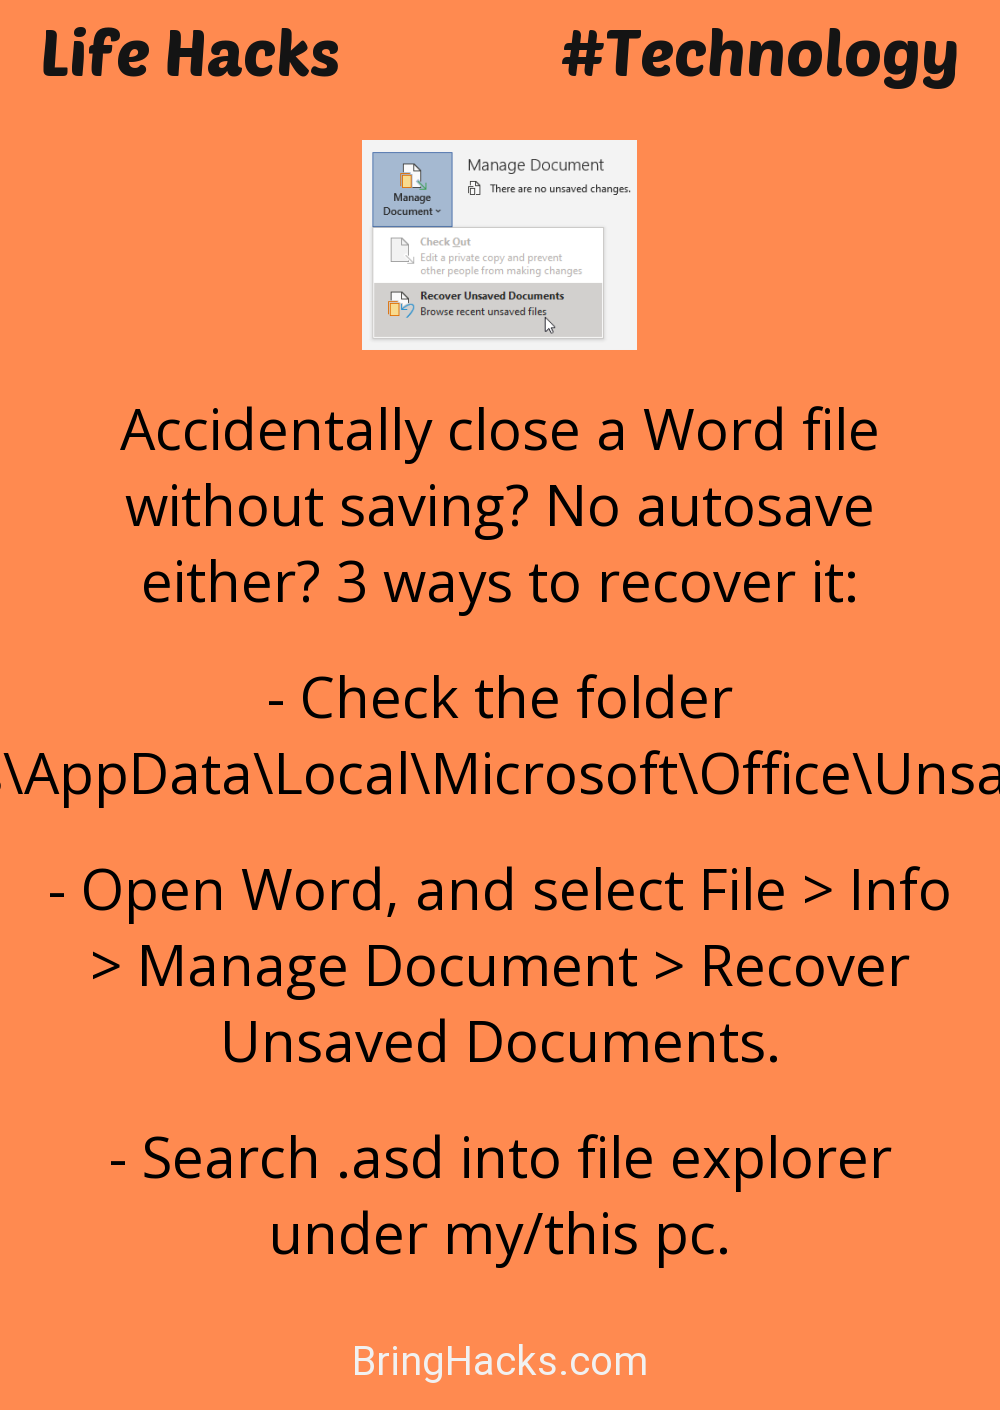 Life Hacks #Technology
Manage Document
There are no unsaved changes.
Manage
Document
Check Out
Edit a private copy and prevent
other people from making changes
Recover Unsaved Documents
Browse recent unsaved files
Accidentally close a Word file
without saving? No autosave
either? 3 ways to recover it:
- Check the folder
\AppData\Local\Microsoft\Office\Unsa
- Open Word, and select File > Info
> Manage Document > Recover
Unsaved Documents.
- Search .asd into file explorer
under my/this pc.
BringHacks.com